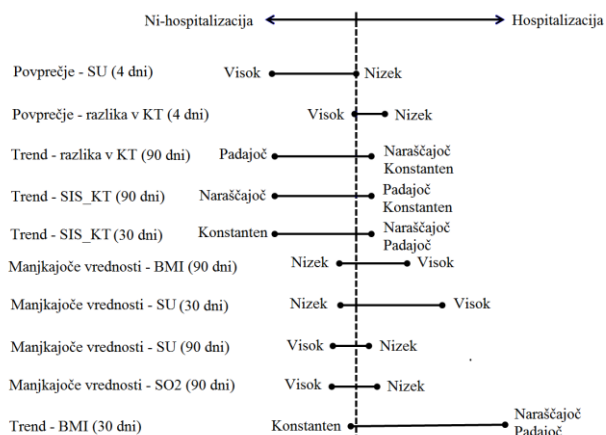 Ni-hospitalizacija Hospitalizacija
Povprečje - SU (4 dni) Visok Nizek
Povprečje - razlika v KT (4 dni) Visok Nizek
Trend - razlika v KT (90 dni) Padajoč Naraščajoč
Konstanten
Trend - SIS_KT (90 dni) Naraščajoč Padajoč
Konstanten
Trend - SIS_KT (30 dni) Konstanten Naraščajoč
Padajoč
Manjkajoče vrednosti - BMI (90 dni) Nizek Visok
Manjkajoče vrednosti - SU (30 dni) Nizek Visok
Manjkajoče vrednosti - SU (90 dni) Visok Nizek
Manjkajoče vrednosti - SO2 (90 dni) Visok Nizek
Trend - BMI (30 dni) Konstanten Naraščajoč
Padajoč